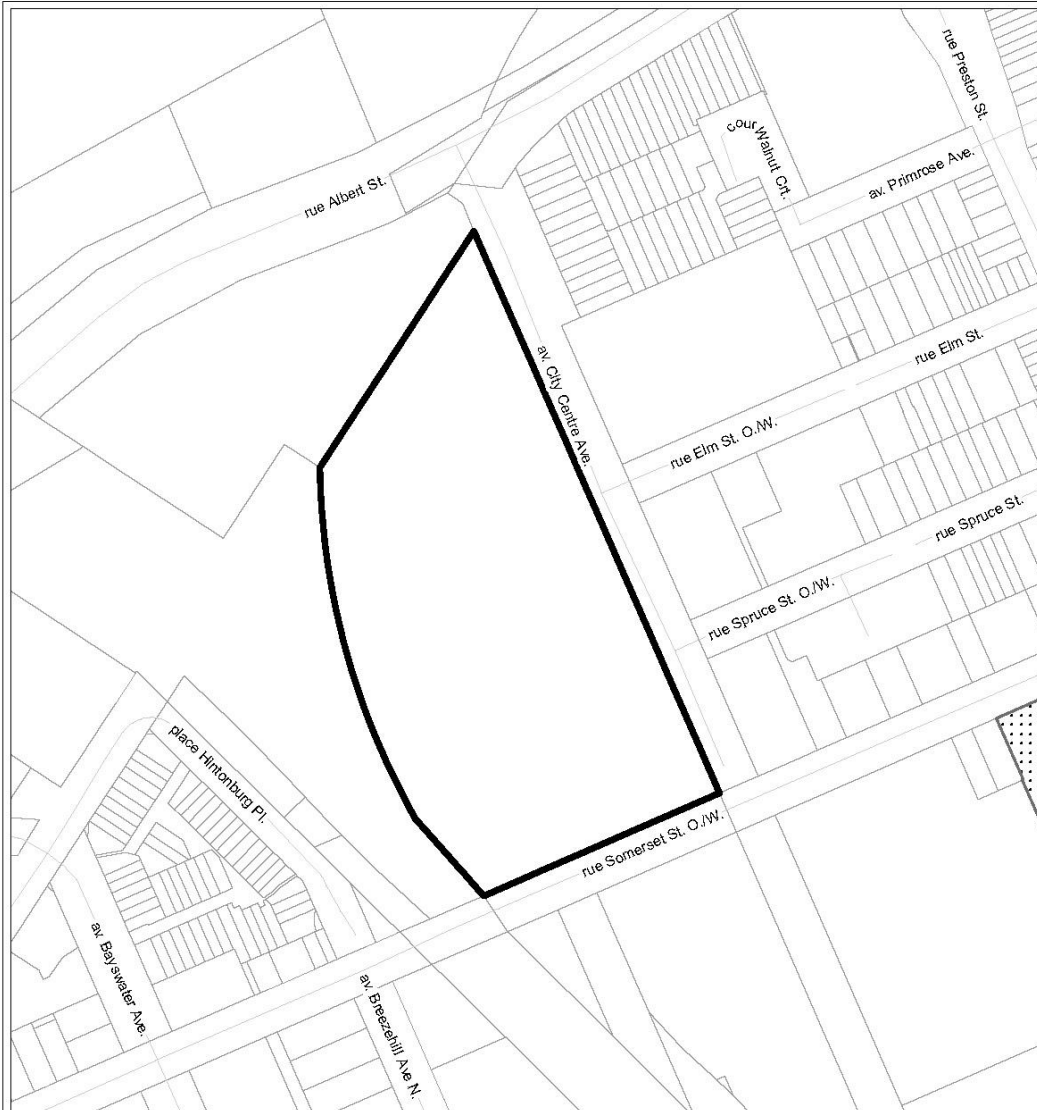 rue Preston St.
cour Walnut Crt.
av. Primrose Ave.
rue Albert St.
rue Elm St.
av. City Centre Ave.
rue Elm St. O./W.
rue Spruce St.
rue Spruce St. O./W.
place Hintonburg Pl.
rue Somerset St. O./W.
av. Bayswater Ave.
av. Breezehill Ave N.